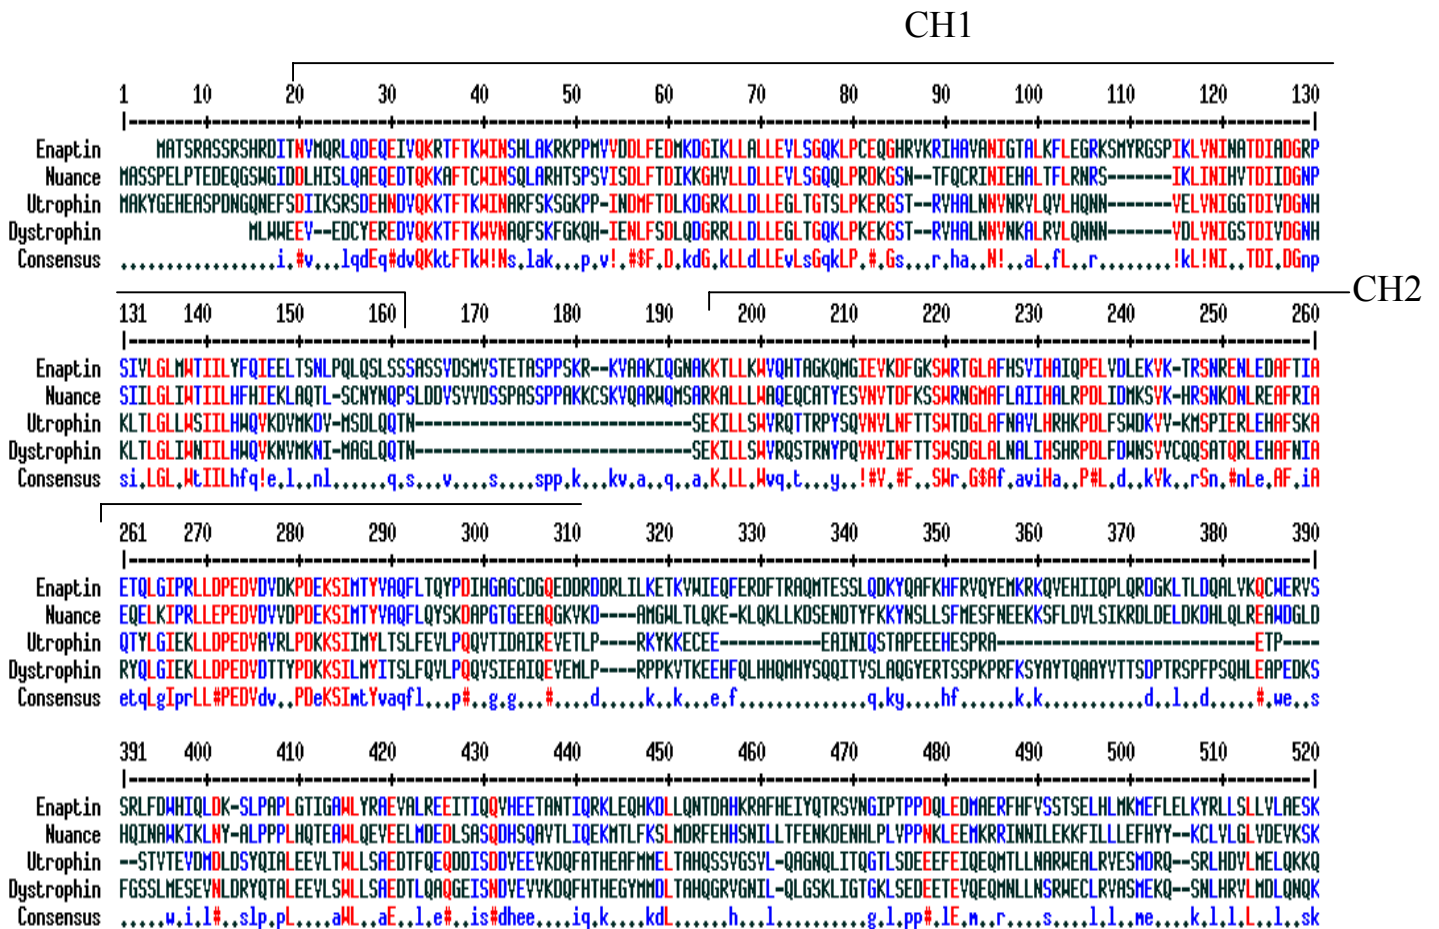 CH1
1 10 20 30 40 50 60 70 80 90 100 110 120 130
|--------+---------+---------+---------+---------+---------+---------+---------+---------+---------+---------+---------+---------|
Enaptin MATSRASSRSHRDITNVMQRLQDEQEIVQKRTFTKWINSHLAKRKPPMVVDDLFEDMKDGIKLLALLEVLSGQKLPCEQGHRVKRIHAVANIGTALKFLEGRKSMYRGSPIKLVNINATDIADGRP
Nuance MASSPELPTEDEQGSWGIDDLHISLQAEQEDTQKKAFTCWINSQLARHTSPSVISDLFTDIKKGHVLLDLLEVLSGQQLPRDKGSN--TFQCRINIEHALTFLRNRS-------IKLINIHVTDIIDGNP
Utrophin MAKYGEHEASPDNGQNEFSDIIKSRSDEHNDVQKKTFTKWINARFSKSGKPP-INDMFTDLKDGRKLLDLLEGLTGTSLPKERGST--RVHALNNVNRVLQVLHQNN-------VELVNIGGTDIVDGNH
Dystrophin MLWWEEV--EDCYEREDVQKKTFTKWVNAQFSKFGKQH-IENLFSDLQDGRRLLDLLEGLTGQKLPKEKGST--RVHALNNVNKALRVLQNNN-------VDLVNIGSTDIVDGNH
Consensus .................i.#v...lqdEq#dvQKktFTkW!Ns.lak...p.v!.#$F.D.kdG.kLLdLLEvLsGqkLP.#.Gs...r.ha..N!..aL.fL..r........!kL!NI..TDI.DGnp
CH2
131 140 150 160 170 180 190 200 210 220 230 240 250 260
|--------+---------+---------+---------+---------+---------+---------+---------+---------+---------+---------+---------+---------|
Enaptin SIVLGLMWTIILYFQIEELTSNLPQLQSLSSSASSVDSMVSTETASPPSKR--KVAAKIQGNAKKTLLKWVQHTAGKQMGIEVKDFGKSWRTGLAFHSVIHAIQPELVDLEKVK-TRSNRENLEDAFTIA
Nuance SIILGLIWTIILHFHIEKLAQTL-SCNYNQPSLDDVSVVDSSPASSPPAKKCSKVQARWQMSARKALLLWAQEQCATYESVNVTDFKSSWRNGMAFLAIIHALRPDLIDMKSVK-HRSNKDNLREAFRIA
Utrophin KLTLGLLWSIILHWQVKDVMKDV-MSDLQQTN------------------------------SEKILLSWVRQTTRPYSQVNVLNFTTSWTDGLAFNAVLHRHKPDLFSWDKVV-KMSPIERLEHAFSKA
Dystrophin KLTLGLIWNIILHWQVKNVMKNI-MAGLQQTN------------------------------SEKILLSWVRQSTRNYPQVNVINFTTSWSDGLALNALIHSHRPDLFDWNSVVCQQSATQRLEHAFNIA
Consensus si.LGL.WtIILhfq!e.l..nl......q.s...v....s....spp.k...kv.a..q..a.K.LL.Wvq.t...y..!#V.#F..SWr.G$Af.aviHa..P#L.d..kVk..rSn.#nLe.AF.iA
261 270 280 290 300 310 320 330 340 350 360 370 380 390
|--------+---------+---------+---------+---------+---------+---------+---------+---------+---------+---------+---------+---------|
Enaptin ETQLGIPRLLDPEDVDVDKPDEKSIMTYVAQFLTQYPDIHGAGCDGQEDDRDDRLILKETKVWIEQFERDFTRAQMTESSLQDKYQAFKHFRVQYEMKRKQVEHIIQPLQRDGKLTLDQALVKQCWERVS
Nuance EQELKIPRLLEPEDVDVVDPDEKSIMTYVAQFLQYSKDAPGTGEEAQGKVKD----AMGWLTLQKE-KLQKLLKDSENDTYFKKYNSLLSFMESFNEEKKSFLDVLSIKRDLDELDKDHLQLREAWDGLD
Utrophin QTYLGIEKLLDPEDVAVRLPDKKSIIMYLTSLFEVLPQQVTIDAIREVETLP----RKYKKECEE-----------EAINIQSTAPEEEHESPRA----------------------------ETP----
Dystrophin RYQLGIEKLLDPEDVDTTYPDKKSILMYITSLFQVLPQQVSIEAIQEVEMLP----RPPKVTKEEHFQLHHQMHYSQQITVSLAQGYERTSSPKPRFKSYAYTQAAYVTTSDPTRSPFPSQHLEAPEDKS
Consensus etqLgIprLL#PEDVdv..PDeKSImtYvaqfl...p#..g.g...#....d.....k..k...e.f..............q.ky....hf......k.k...........d..l..d.....#.we..s
391 400 410 420 430 440 450 460 470 480 490 500 510 520
|--------+---------+---------+---------+---------+---------+---------+---------+---------+---------+---------+---------+---------|
Enaptin SRLFDWHIQLDK-SLPAPLGTIGAWLYRAEVALREEITIQQVHEETANTIQRKLEQHKDLLQNTDAHKRAFHEIYQTRSVNGIPTPPDQLEDMAERFHFVSSTSELHLMKMEFLELKYRLLSLLVLAESK
Nuance HQINAWKIKLNY-ALPPPLHQTEAWLQEVEELMDEDLSASQDHSQAVTLIQEKMTLFKSLMDRFEHHSNILLTFENKDENHLPLVPPNKLEEMKRRINNILEKKFILLLEFHYY--KCLVLGLVDEVKSK
Utrophin --STVTEVDMDLDSYQIALEEVLTWLLSAEDTFQEQDDISDDVEEVKDQFATHEAFMMELTAHQSSVGSVL-QAGNQLITQGTLSDEEEFEIQEQMTLLNARWEALRVESMDRQ--SRLHDVLMELQKKQ
Dystrophin FGSSLMESEVNLDRYQTALEEVLSWLLSAEDTLQAQGEISNDVEVVKDQFHTHEGYMMDLTAHQGRVGNIL-QLGSKLIGTGKLSEDEETEVQEQMNLLNSRWECLRVASMEKQ--SNLHRVLMDLQNQK
Consensus .....w.i.l#..slp.pL....aWL..aE..l.e#..is#dhee....iq.k....kdL......h..l..........g.l.pp#.lE.m..r....s....l.l..me....k.l.l.L..l..sk